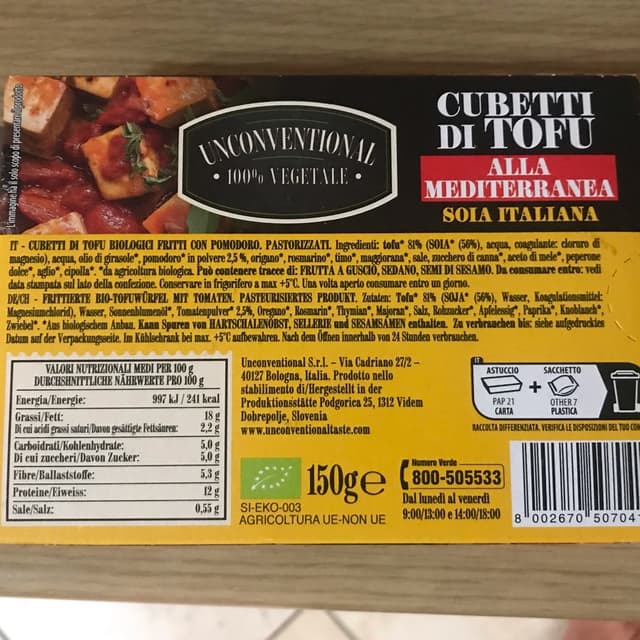 L'immagine ha il solo scopo di presentare il prodotto
UNCONVENTIONAL
• 100% VEGETALE •
CUBETTI
DI TOFU
ALLA
MEDITERRANEA
SOIA ITALIANA
IT - CUBETTI DI TOFU BIOLOGICI FRITTI CON POMODORO. PASTORIZZATI. Ingredienti: tofu* 81% (SOIA* (56%), acqua, coagulante: cloruro di
magnesio), acqua, olio di girasole*, pomodoro* in polvere 2,5 %, origano*, rosmarino*, timo*, maggiorana*, sale, zucchero di canna*, aceto di mele*, peperone
dolce*, aglio*, cipolla*. *da agricoltura biologica. Può contenere tracce di: FRUTTA A GUSCIO, SEDANO, SEMI DI SESAMO. Da consumare entro: vedi
data stampata sul lato della confezione. Conservare in frigorifero a max +5°C. Una volta aperto consumare entro un giorno.
DE/CH - FRITTIERTE BIO-TOFUWÜRFEL MIT TOMATEN. PASTEURISIERTES PRODUKT. Zutaten: Tofu* 81% (SOJA* (56%), Wasser, Koagulationsmittel:
Magnesiumchlorid), Wasser, Sonnenblumenöl*, Tomatenpulver* 2,5%, Oregano*, Rosmarin*, Thymian*, Majoran*, Salz, Rohrzucker*, Apfelessig*, Paprika*, Knoblauch*,
Zwiebel*. *Aus biologischem Anbau. Kann Spuren von HARTSCHALENOBST, SELLERIE und SESAMSAMEN enthalten. Zu verbrauchen bis: siehe aufgedrucktes
Datum auf der Verpackungsseite. Im Kühlschrank bei max. +5°C aufbewahren. Nach dem Öffnen innerhalb von 24 Stunden verbrauchen.
VALORI NUTRIZIONALI MEDI PER 100 g
DURCHSCHNITTLICHE NÄHRWERTE PRO 100 g
Energia/Energie: 997 kJ / 241 kcal
Grassi/Fett: 18 g
Di cui acidi grassi saturi/Davon gesättigte Fettsäuren: 2,2 g
Carboidrati/Kohlenhydrate: 5,0 g
Di cui zuccheri/Davon Zucker: 5,0 g
Fibre/Ballaststoffe: 5,3 g
Proteine/Eiweiss: 12 g
Sale/Salz: 0,55 g
Unconventional S.r.l. – Via Cadriano 27/2 –
40127 Bologna, Italia. Prodotto nello
stabilimento di/Hergestellt in der
Produktionsstätte Podgorica 25, 1312 Videm
Dobrepolje, Slovenia
www.unconventionaltaste.com
SI-EKO-003
AGRICOLTURA UE-NON UE
150g e
Numero Verde
800-505533
Dal lunedì al venerdì
9:00/13:00 e 14:00/18:00
IT
ASTUCCIO
PAP 21
CARTA
+
SACCHETTO
OTHER 7
PLASTICA
RACCOLTA DIFFERENZIATA. VERIFICA LE DISPOSIZIONI DEL TUO
8 002670 50704